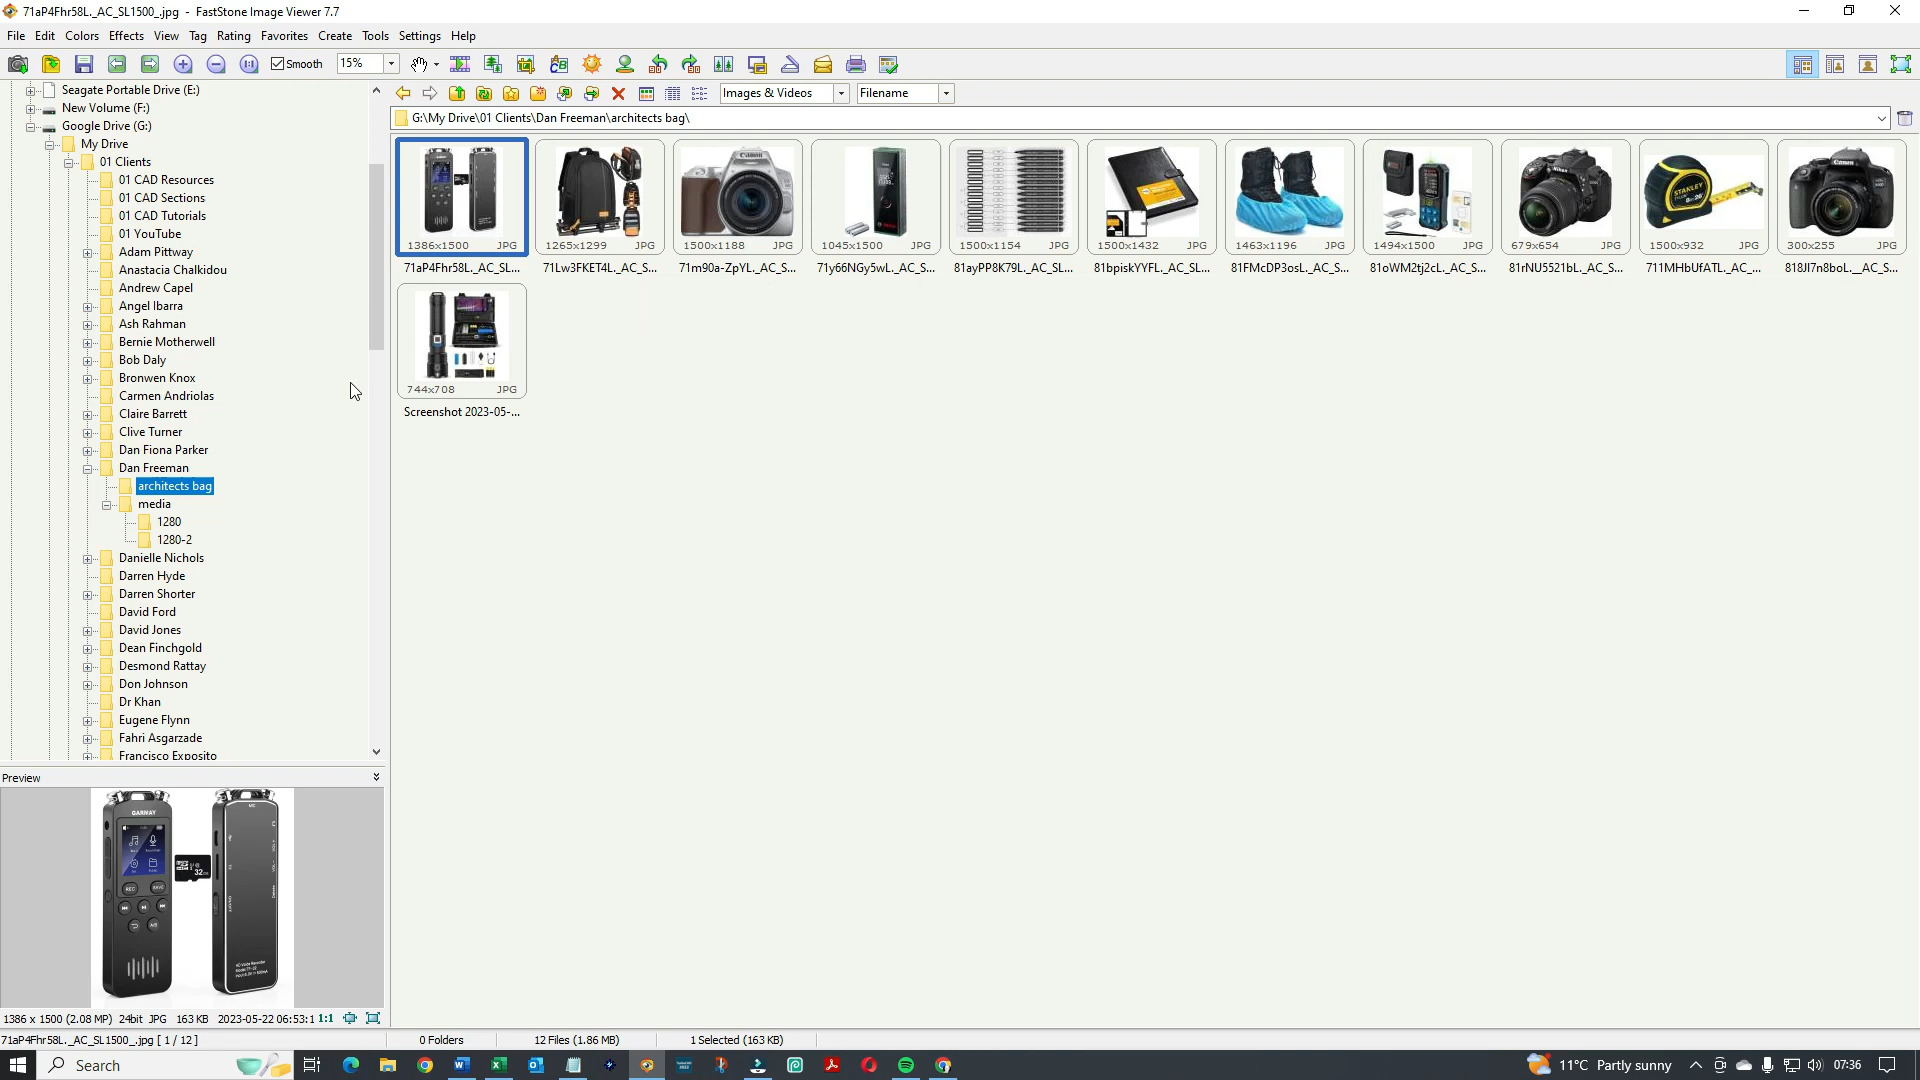 71aP4Fhr58L._AC_SL1500_.jpg - FastStone Image Viewer 7.7
File Edit Colors Effects View Tag Rating Favorites Create Tools Settings Help
Smooth 15%
Images & Videos Filename
G:\My Drive\01 Clients\Dan Freeman\architects bag\
Seagate Portable Drive (E:)
New Volume (F:)
Google Drive (G:)
My Drive
01 Clients
01 CAD Resources
01 CAD Sections
01 CAD Tutorials
01 YouTube
Adam Pittway
Anastacia Chalkidou
Andrew Capel
Angel Ibarra
Ash Rahman
Bernie Motherwell
Bob Daly
Bronwen Knox
Carmen Andriolas
Claire Barrett
Clive Turner
Dan Fiona Parker
Dan Freeman
architects bag
media
1280
1280-2
Danielle Nichols
Darren Hyde
Darren Shorter
David Ford
David Jones
Dean Finchgold
Desmond Rattay
Don Johnson
Dr Khan
Eugene Flynn
Fahri Asgarzade
Francisco Exposito
1386x1500 JPG
71aP4Fhr58L._AC_SL...
1265x1299 JPG
71Lw3FKET4L._AC_S...
Canon
1500x1188 JPG
71m90a-ZpYL._AC_S...
1045x1500 JPG
71y66NGy5wL._AC_S...
1500x1154 JPG
81ayPP8K79L._AC_SL...
1500x1432 JPG
81bpiskYYFL._AC_SL...
1463x1196 JPG
81FMcDP3osL._AC_S...
1494x1500 JPG
81oWM2tj2cL._AC_S...
Nikon
679x654 JPG
81rNU5521bL._AC_S...
STANLEY
1500x932 JPG
711MHbUfATL._AC_...
Canon
300x255 JPG
818JI7n8boL.__AC_S...
744x708 JPG
Screenshot 2023-05-...
Preview
GARMAY
REC SAVE
32
1386 x 1500 (2.08 MP) 24bit JPG 163 KB 2023-05-22 06:53:1 1:1
71aP4Fhr58L._AC_SL1500_.jpg [ 1 / 12 ]
0 Folders
12 Files (1.86 MB)
1 Selected (163 KB)
Search
11°C Partly sunny
07:36